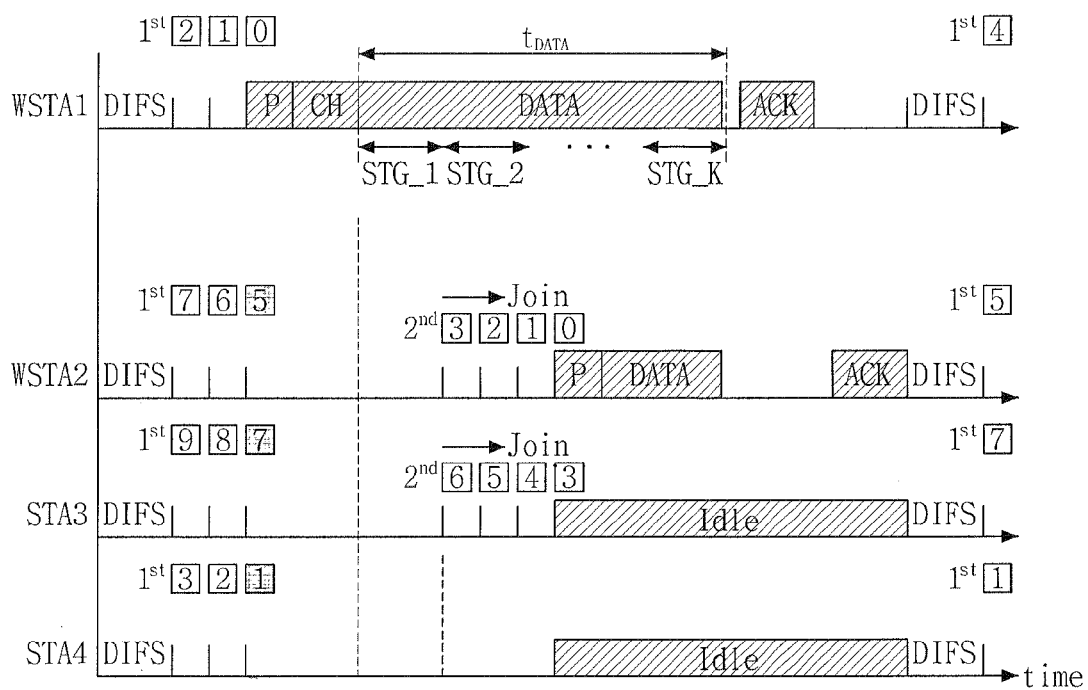 1st 2 1 0
tDATA
1st 4
WSTA1 DIFS P CH DATA ACK DIFS
STG_1 STG_2 · · · STG_K
1st 7 6 5
Join
1st 5
2nd 3 2 1 0
WSTA2 DIFS P DATA ACK DIFS
1st 9 8 7
Join
1st 7
2nd 6 5 4 3
STA3 DIFS Idle DIFS
1st 3 2 1
1st 1
STA4 DIFS Idle DIFS
time